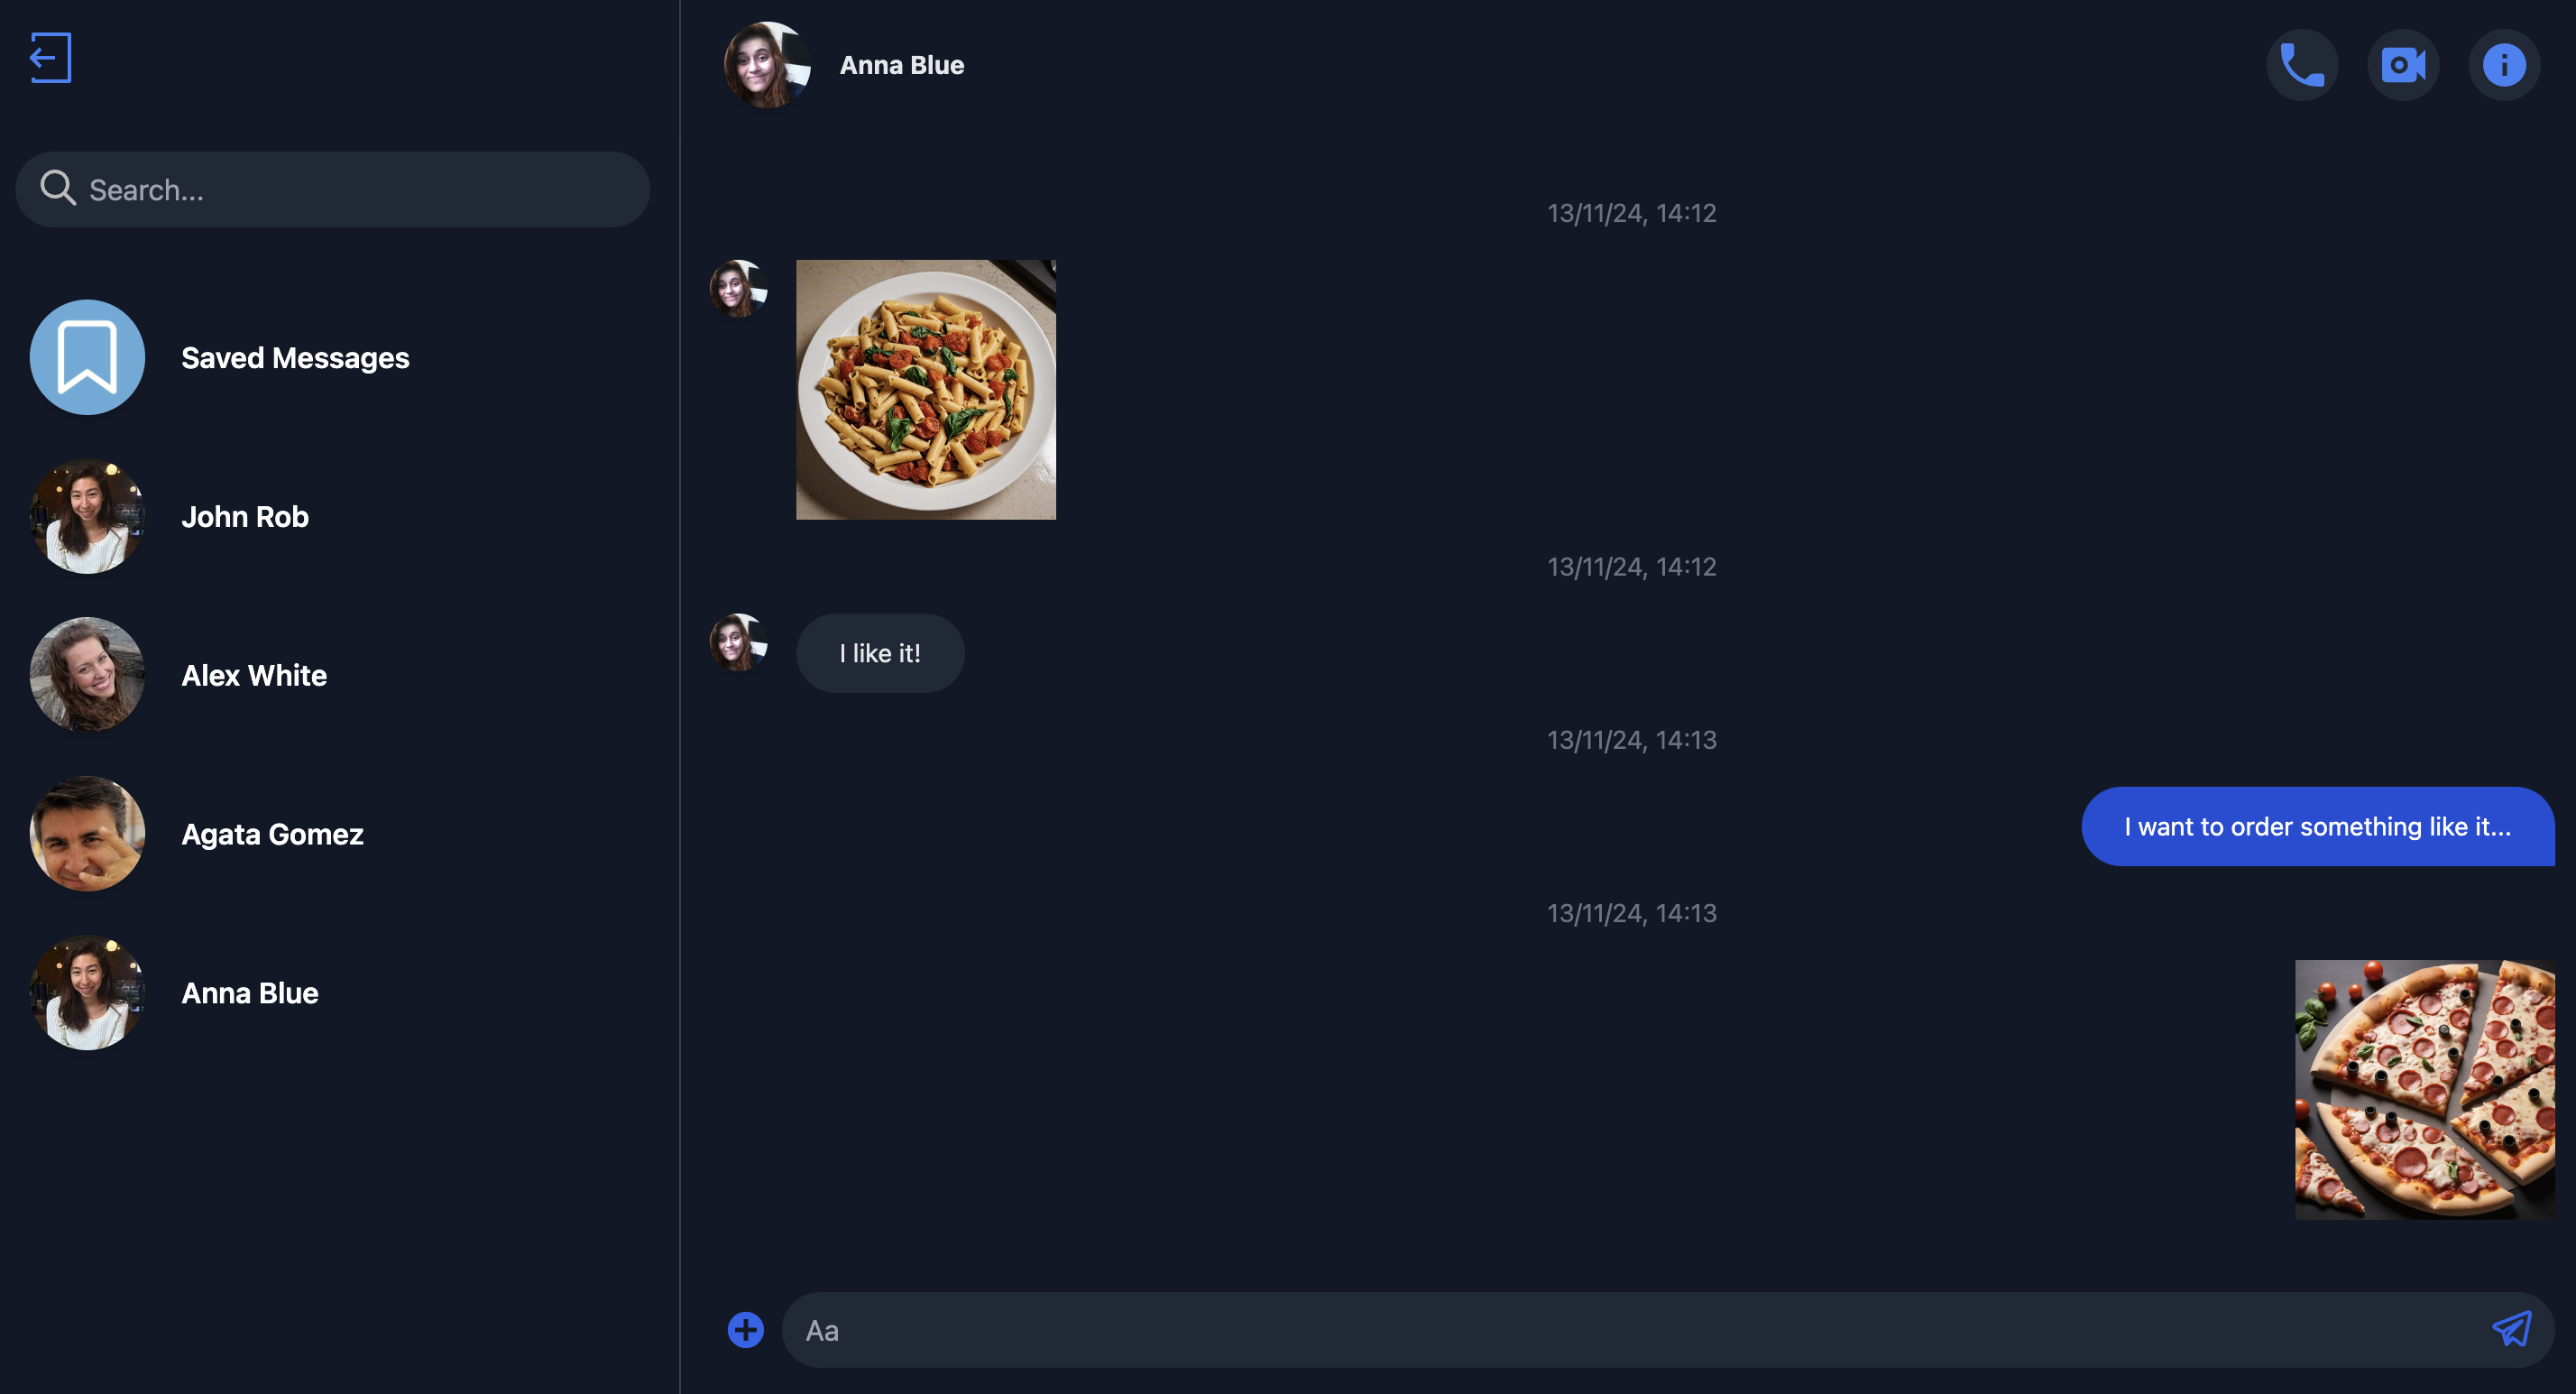 Search...
Saved Messages
John Rob
Alex White
Agata Gomez
Anna Blue
Anna Blue
13/11/24, 14:12
13/11/24, 14:12
I like it!
13/11/24, 14:13
I want to order something like it...
13/11/24, 14:13
Aa